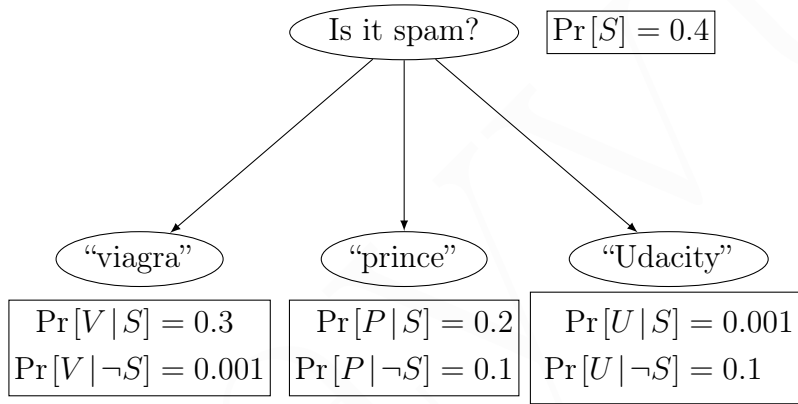 Is it spam?
Pr[S] = 0.4
“viagra”
“prince”
“Udacity”
Pr[V | S] = 0.3
Pr[V | ¬S] = 0.001
Pr[P | S] = 0.2
Pr[P | ¬S] = 0.1
Pr[U | S] = 0.001
Pr[U | ¬S] = 0.1